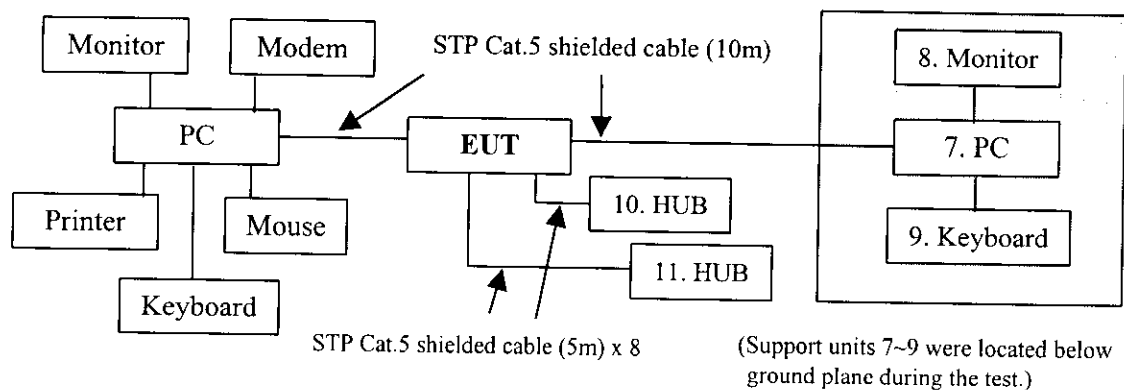 Monitor
Modem
STP Cat.5 shielded cable (10m)
8. Monitor
PC
EUT
7. PC
Printer
Mouse
10. HUB
9. Keyboard
11. HUB
Keyboard
STP Cat.5 shielded cable (5m) x 8
(Support units 7~9 were located below
ground plane during the test.)